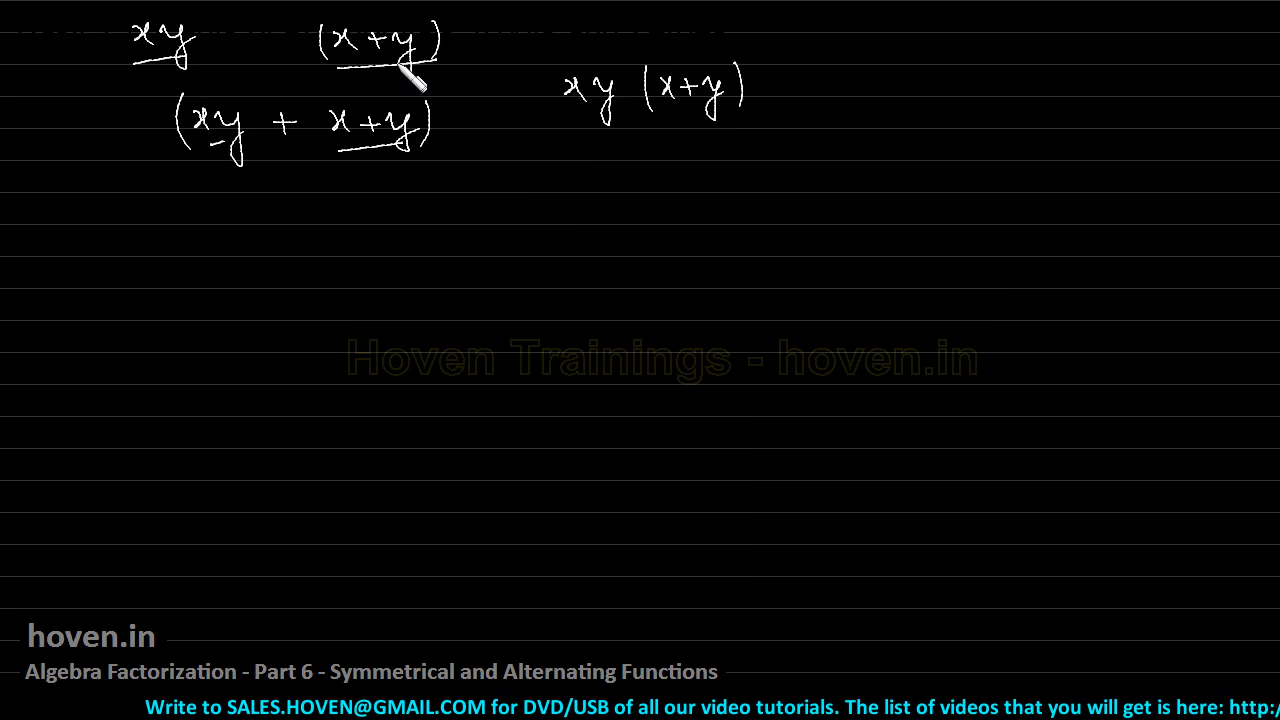 xy (x+y)
xy (x+y)
(xy + x+y)
Hoven Trainings - hoven.in
hoven.in
Algebra Factorization - Part 6 - Symmetrical and Alternating Functions
Write to SALES.HOVEN@GMAIL.COM for DVD/USB of all our video tutorials. The list of videos that you will get is here: http:/